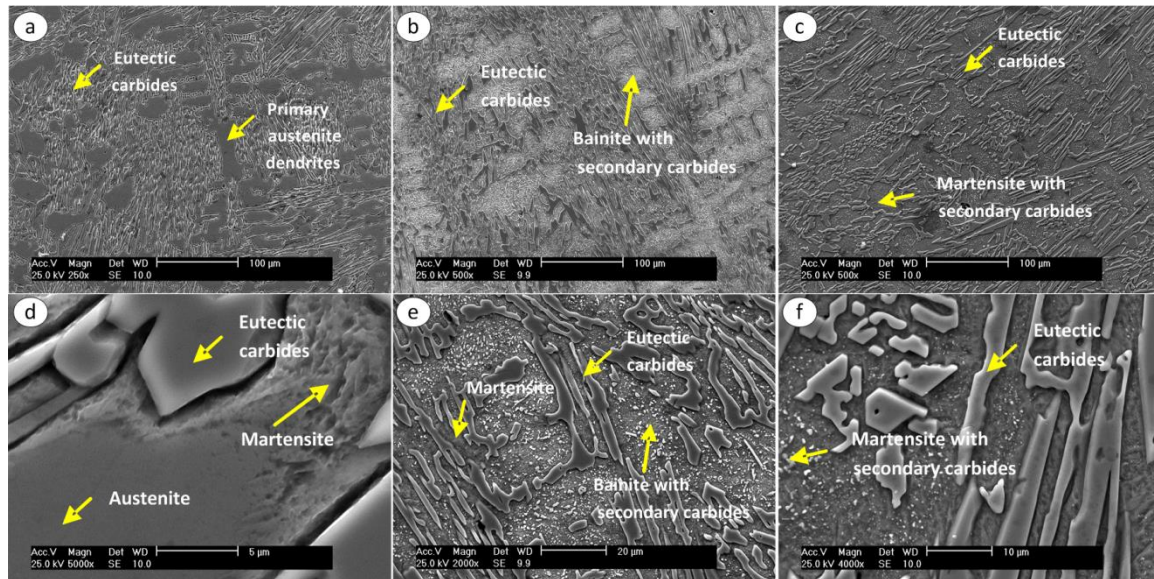 a
Eutectic
carbides
Primary
austenite
dendrites
Acc.V Magn Det WD 100 µm
25.0 kV 250x SE 10.0
b
Eutectic
carbides
Bainite with
secondary carbides
Acc.V Magn Det WD 100 µm
25.0 kV 500x SE 9.9
c
Eutectic
carbides
Martensite with
secondary carbides
Acc.V Magn Det WD 100 µm
25.0 kV 500x SE 10.0
d
Eutectic
carbides
Martensite
Austenite
Acc.V Magn Det WD 5 µm
25.0 kV 5000x SE 10.0
e
Eutectic
carbides
Martensite
Bainite with
secondary carbides
Acc.V Magn Det WD 20 µm
25.0 kV 2000x SE 9.9
f
Eutectic
carbides
Martensite with
secondary carbides
Acc.V Magn Det WD 10 µm
25.0 kV 4000x SE 10.0